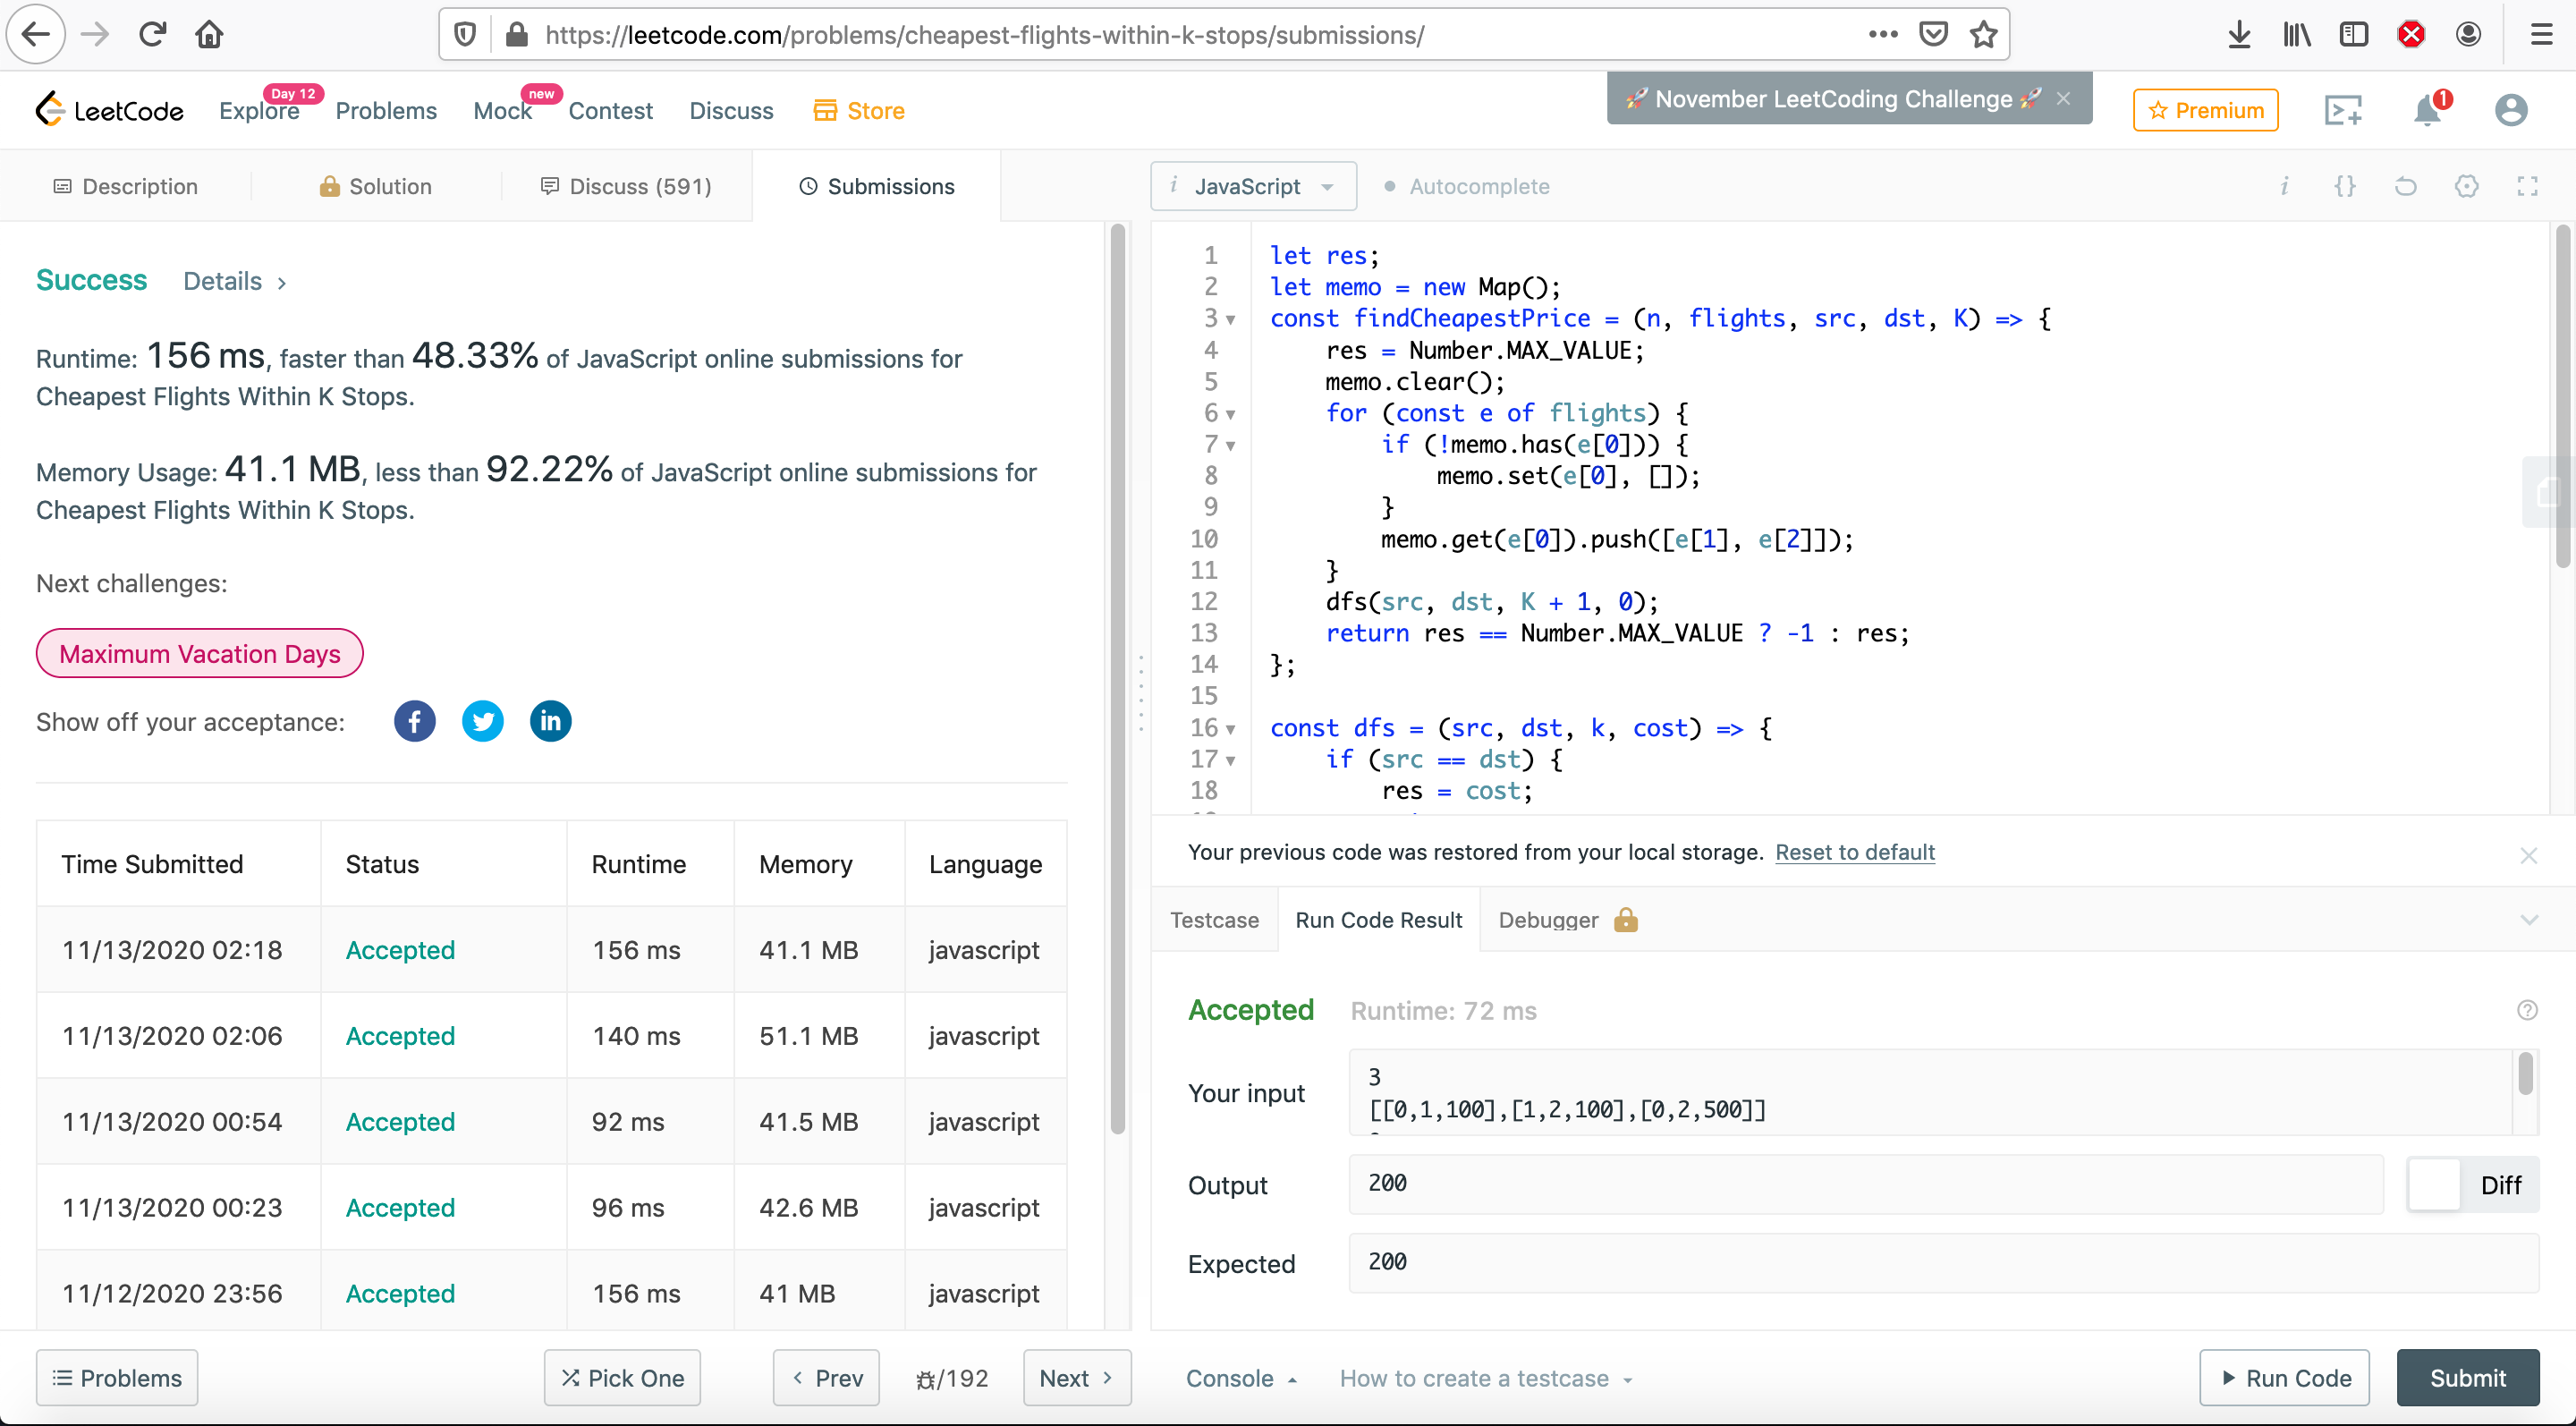 https://leetcode.com/problems/cheapest-flights-within-k-stops/submissions/
LeetCode
Explore
Day 12
Problems
Mock
new
Contest
Discuss
Store
🚀 November LeetCoding Challenge 🚀
Premium
1
Description
Solution
Discuss (591)
Submissions
Success
Details
Runtime: 156 ms, faster than 48.33% of JavaScript online submissions for
Cheapest Flights Within K Stops.
Memory Usage: 41.1 MB, less than 92.22% of JavaScript online submissions for
Cheapest Flights Within K Stops.
Next challenges:
Maximum Vacation Days
Show off your acceptance:
Time Submitted Status Runtime Memory Language
11/13/2020 02:18 Accepted 156 ms 41.1 MB javascript
11/13/2020 02:06 Accepted 140 ms 51.1 MB javascript
11/13/2020 00:54 Accepted 92 ms 41.5 MB javascript
11/13/2020 00:23 Accepted 96 ms 42.6 MB javascript
11/12/2020 23:56 Accepted 156 ms 41 MB javascript
Problems
Pick One
Prev
/192
Next
i JavaScript
Autocomplete
i {}
1 let res;
2 let memo = new Map();
3 const findCheapestPrice = (n, flights, src, dst, K) => {
4 res = Number.MAX_VALUE;
5 memo.clear();
6 for (const e of flights) {
7 if (!memo.has(e[0])) {
8 memo.set(e[0], []);
9 }
10 memo.get(e[0]).push([e[1], e[2]]);
11 }
12 dfs(src, dst, K + 1, 0);
13 return res == Number.MAX_VALUE ? -1 : res;
14 };
15
16 const dfs = (src, dst, k, cost) => {
17 if (src == dst) {
18 res = cost;
Your previous code was restored from your local storage. Reset to default
Testcase
Run Code Result
Debugger
Accepted
Runtime: 72 ms
Your input
3
[[0,1,100],[1,2,100],[0,2,500]]
Output
200
Diff
Expected
200
Console
How to create a testcase
Run Code
Submit